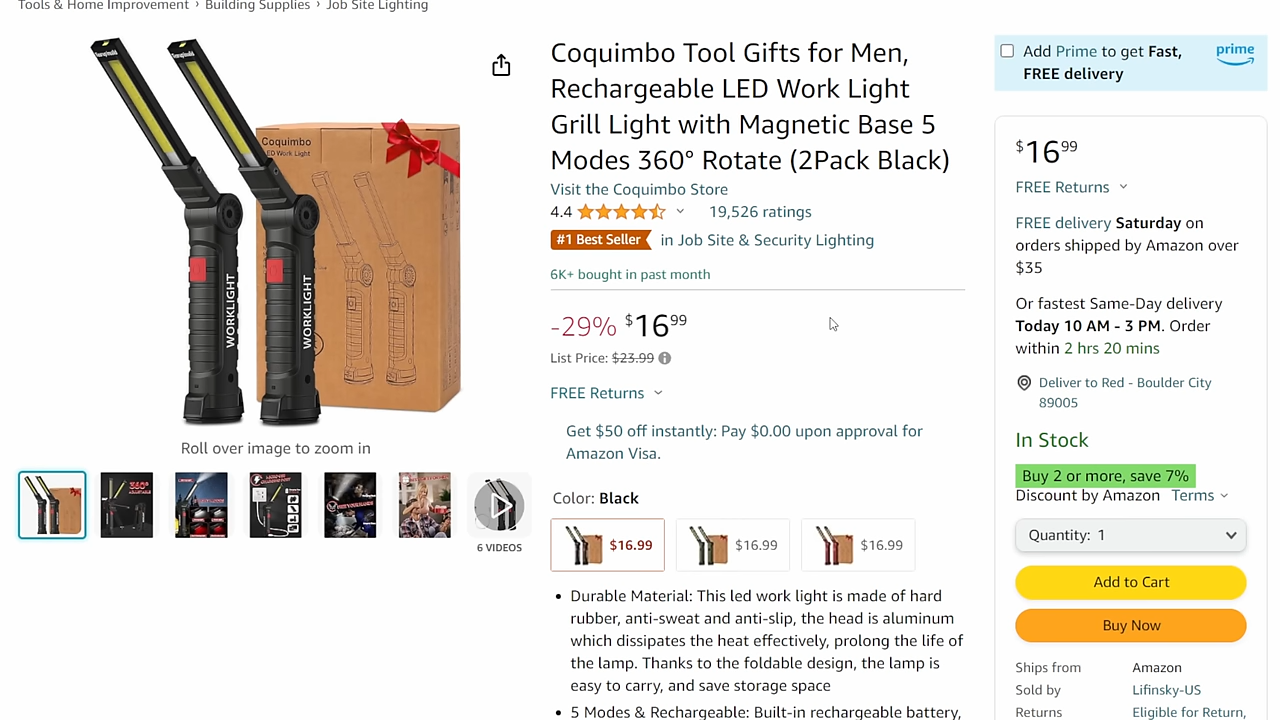 Tools & Home Improvement › Building Supplies › Job Site Lighting
Coquimbo
LED Work Light
WORKLIGHT
WORKLIGHT
Roll over image to zoom in
360°
6 VIDEOS
Coquimbo Tool Gifts for Men,
Rechargeable LED Work Light
Grill Light with Magnetic Base 5
Modes 360° Rotate (2Pack Black)
Visit the Coquimbo Store
4.4 19,526 ratings
#1 Best Seller in Job Site & Security Lighting
6K+ bought in past month
-29% $1699
List Price: $23.99
FREE Returns
Get $50 off instantly: Pay $0.00 upon approval for
Amazon Visa.
Color: Black
$16.99 $16.99 $16.99
• Durable Material: This led work light is made of hard
rubber, anti-sweat and anti-slip, the head is aluminum
which dissipates the heat effectively, prolong the life of
the lamp. Thanks to the foldable design, the lamp is
easy to carry, and save storage space
• 5 Modes & Rechargeable: Built-in rechargeable battery,
Add Prime to get Fast,
FREE delivery
prime
$1699
FREE Returns
FREE delivery Saturday on
orders shipped by Amazon over
$35
Or fastest Same-Day delivery
Today 10 AM - 3 PM. Order
within 2 hrs 20 mins
Deliver to Red - Boulder City
89005
In Stock
Buy 2 or more, save 7%
Discount by Amazon Terms
Quantity: 1
Add to Cart
Buy Now
Ships from Amazon
Sold by Lifinsky-US
Returns Eligible for Return,